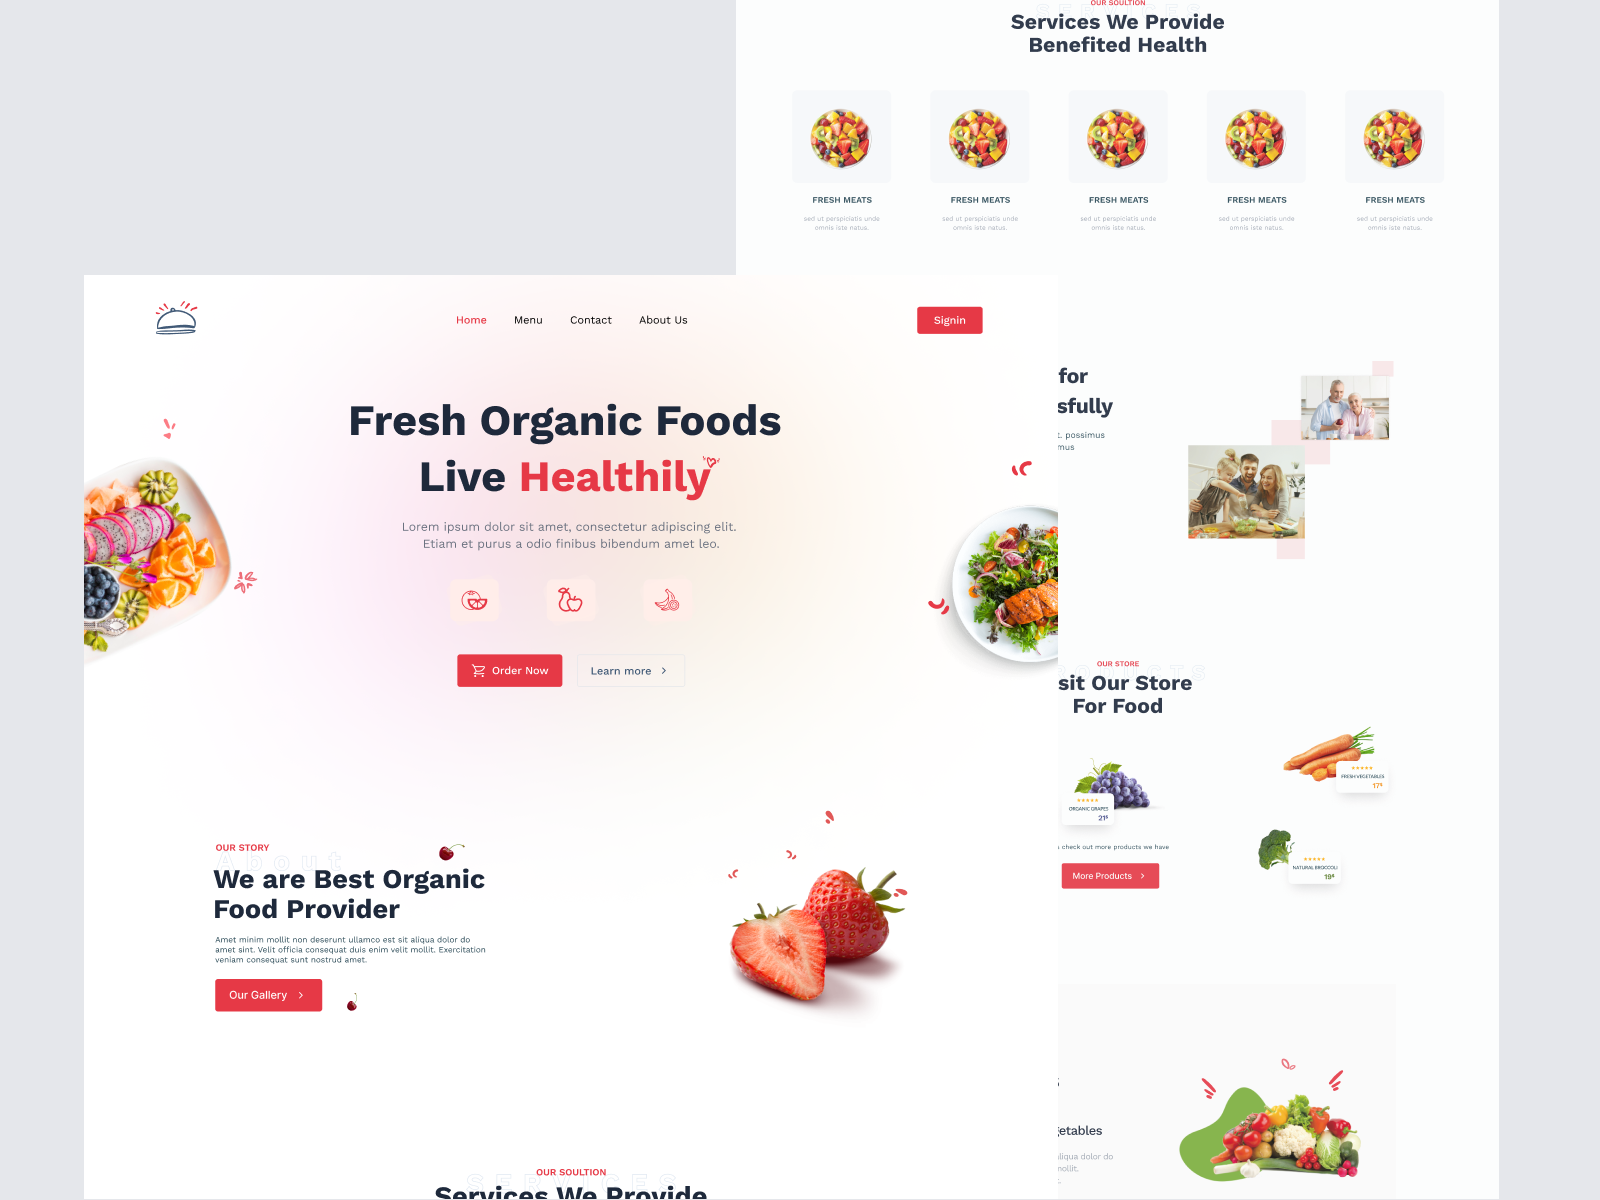 OUR SOULTION
SERVICES
Services We Provide
Benefited Health
FRESH MEATS
sed ut perspiciatis unde
omnis iste natus.
FRESH MEATS
sed ut perspiciatis unde
omnis iste natus.
FRESH MEATS
sed ut perspiciatis unde
omnis iste natus.
FRESH MEATS
sed ut perspiciatis unde
omnis iste natus.
FRESH MEATS
sed ut perspiciatis unde
omnis iste natus.
Home Menu Contact About Us
Signin
Fresh Organic Foods
Live Healthily
Lorem ipsum dolor sit amet, consectetur adipiscing elit.
Etiam et purus a odio finibus bibendum amet leo.
Order Now
Learn more
OUR STORY
About
We are Best Organic
Food Provider
Amet minim mollit non deserunt ullamco est sit aliqua dolor do
amet sint. Velit officia consequat duis enim velit mollit. Exercitation
veniam consequat sunt nostrud amet.
Our Gallery
OUR SOULTION
SERVICES
Services We Provide
for
sfully
t. possimus
mus
OUR STORE
sit Our Store
For Food
ORGANIC GRAPES
21$
FRESH VEGETABLES
17$
check out more products we have
More Products
NATURAL BROCCOLI
19$
getables
aliqua dolor do
mollit.